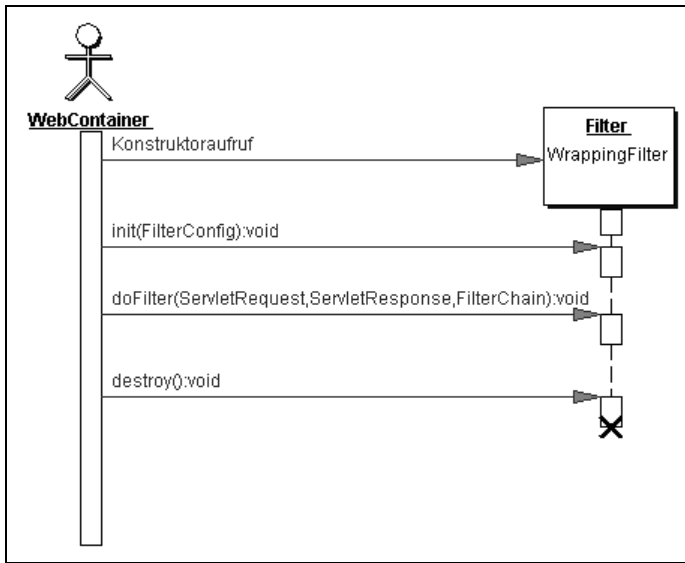 WebContainer
Filter
WrappingFilter
Konstruktoraufruf
init(FilterConfig):void
doFilter(ServletRequest,ServletResponse,FilterChain):void
destroy():void